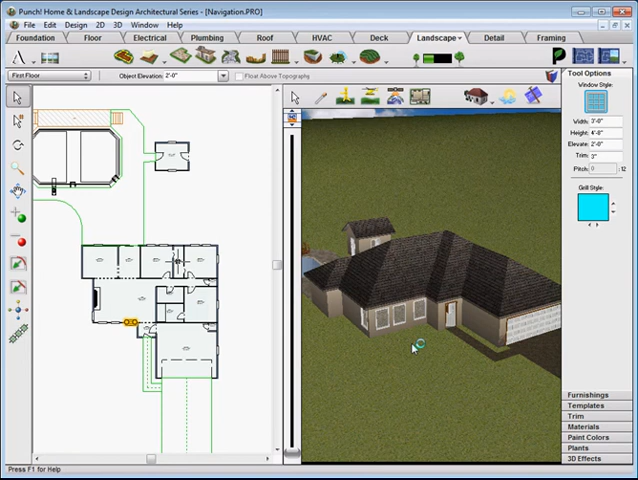 Punch! Home & Landscape Design Architectural Series - [Navigation.PRO]
File Edit Design 2D 3D Window Help
Foundation Floor Electrical Plumbing Roof HVAC Deck Landscape Detail Framing
First Floor Object Elevation: 2'-0" Float Above Topography
Tool Options
Window Style:
Width: 3'-0"
Height: 4'-8"
Elevate: 2'-0"
Trim: 3"
Pitch: 0 :12
Grill Style:
Furnishings
Templates
Trim
Materials
Paint Colors
Plants
3D Effects
Press F1 for Help